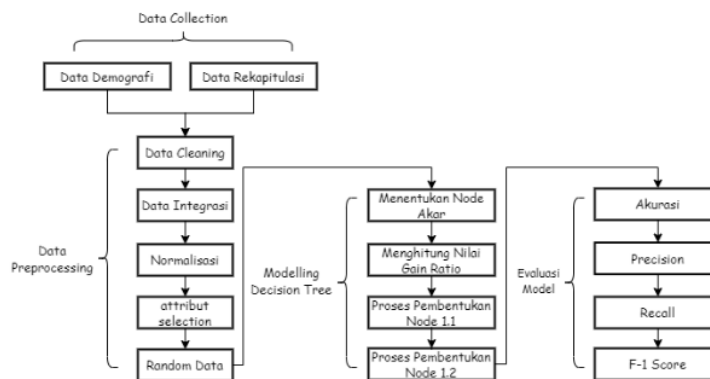 Data Collection
Data Demografi
Data Rekapitulasi
Data Cleaning
Data Integrasi
Normalisasi
attribut
selection
Random Data
Data
Preprocessing
Menentukan Node
Akar
Menghitung Nilai
Gain Ratio
Proses Pembentukan
Node 1.1
Proses Pembentukan
Node 1.2
Modelling
Decision Tree
Akurasi
Precision
Recall
F-1 Score
Evaluasi
Model